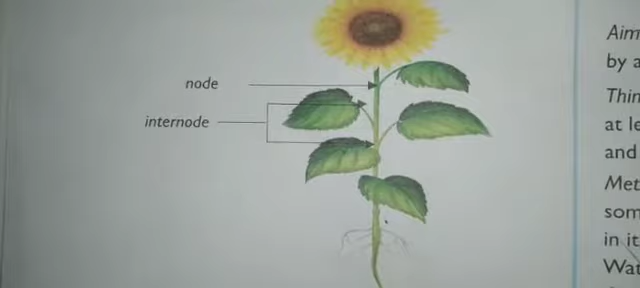 node
internode
Aim
by a
Thin
at le
and
Met
som
in it
Wat